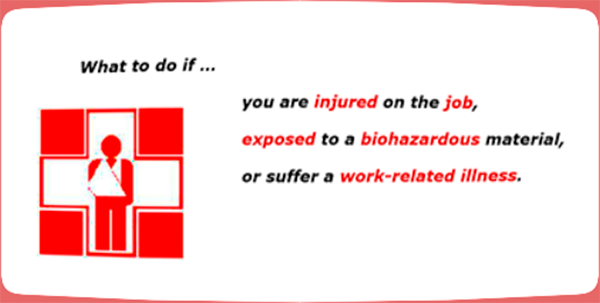 What to do if ...
you are injured on the job,
exposed to a biohazardous material,
or suffer a work-related illness.